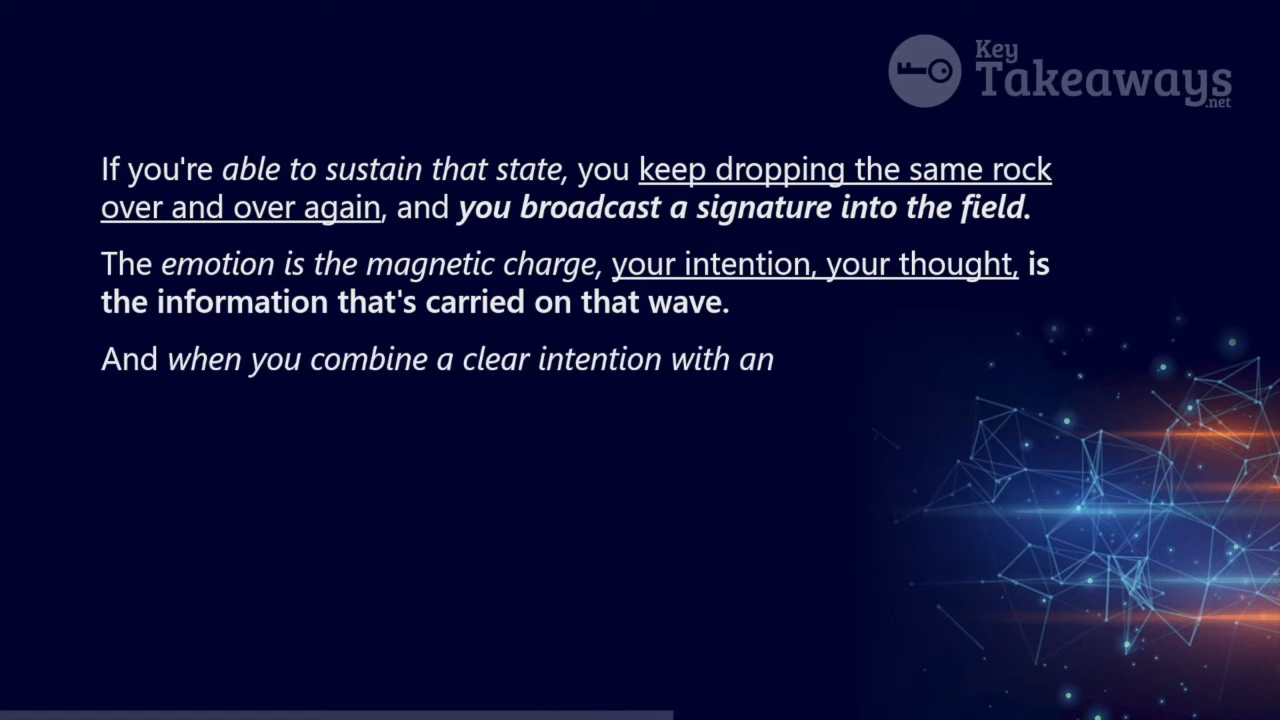 Key
Takeaways
.net
If you're able to sustain that state, you keep dropping the same rock
over and over again, and you broadcast a signature into the field.
The emotion is the magnetic charge, your intention, your thought, is
the information that's carried on that wave.
And when you combine a clear intention with an